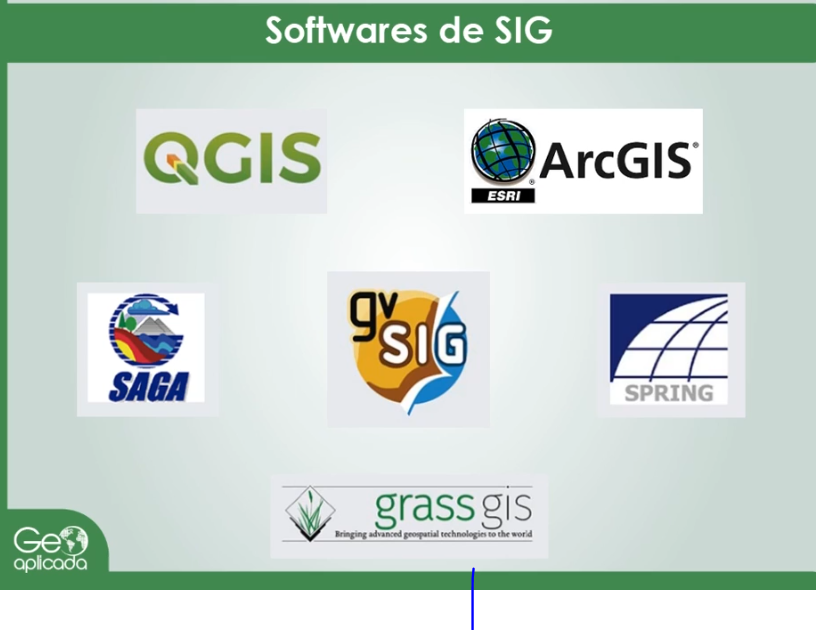 Softwares de SIG
QGIS
ArcGIS®
ESRI
®
SAGA
gv
SIG
SPRING
grass gis
Bringing advanced geospatial technologies to the world
Geo
aplicada